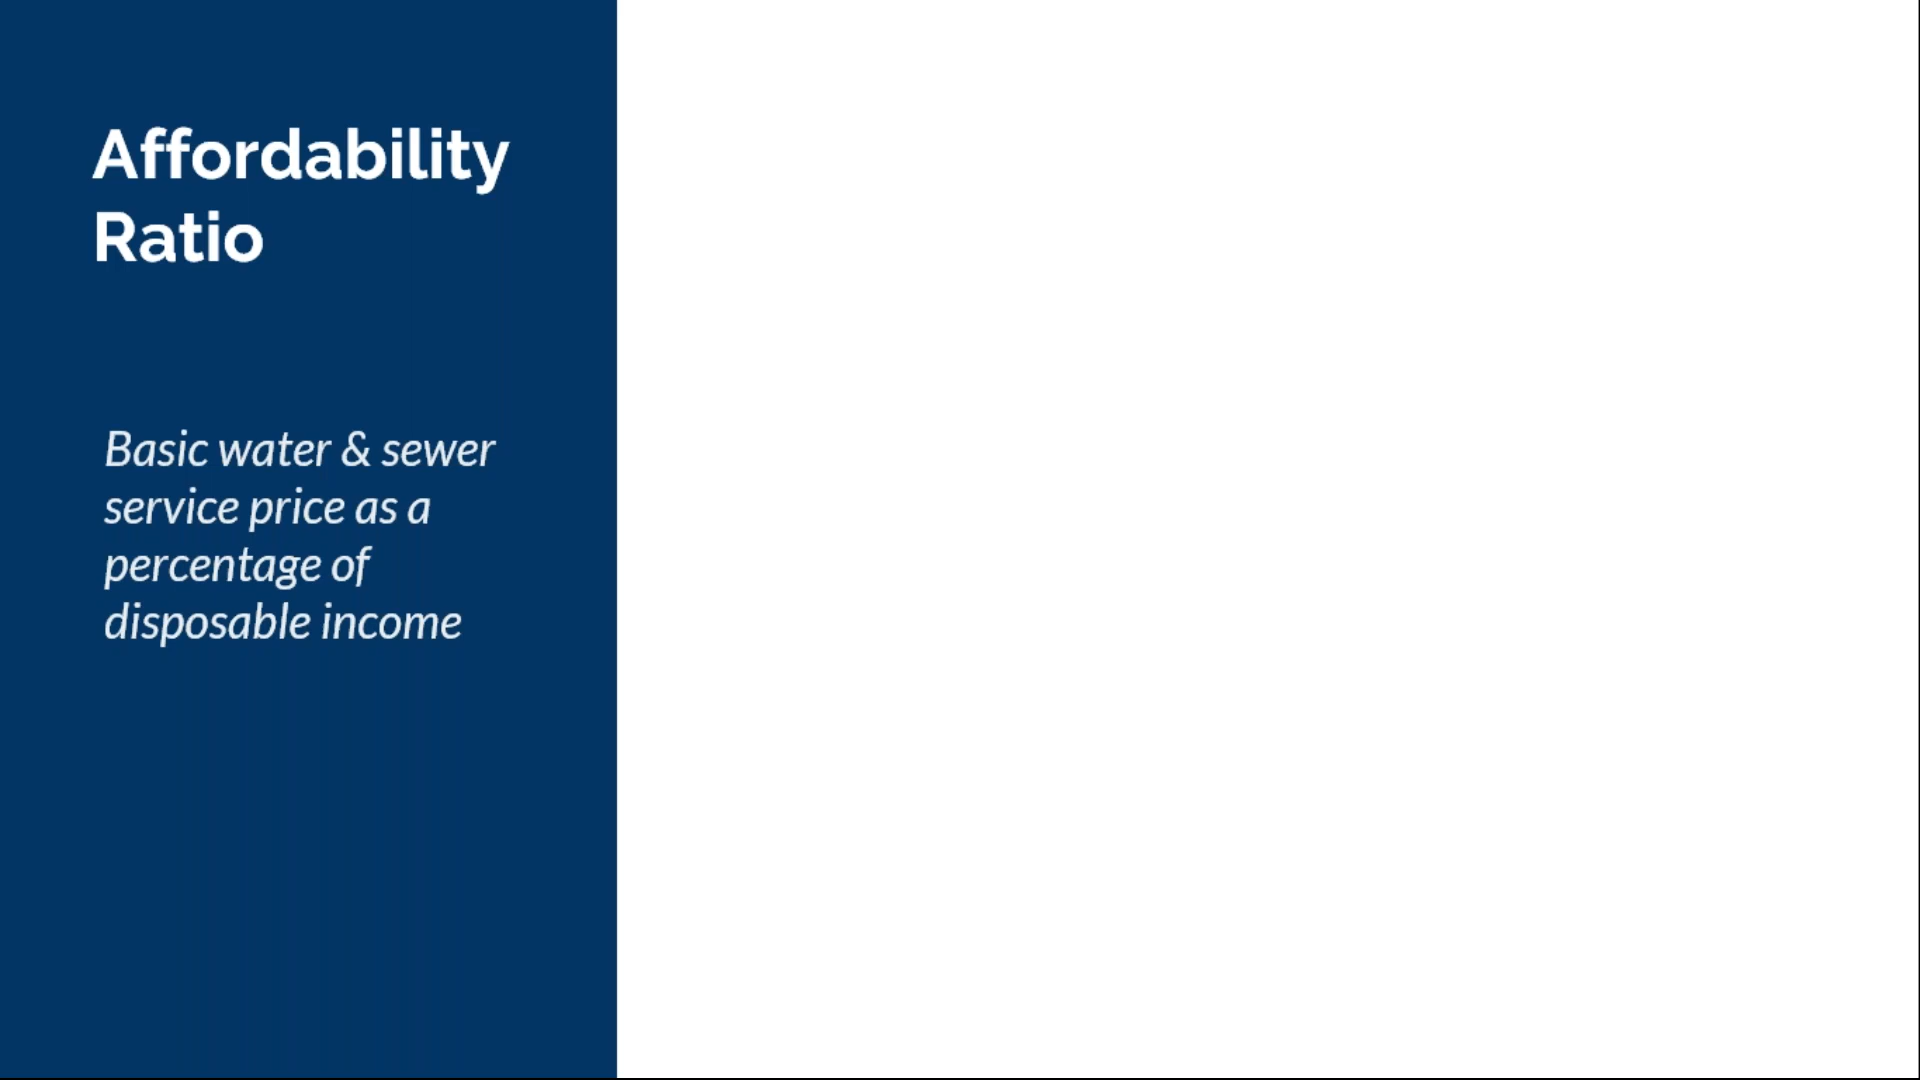 Affordability
Ratio
Basic water & sewer
service price as a
percentage of
disposable income